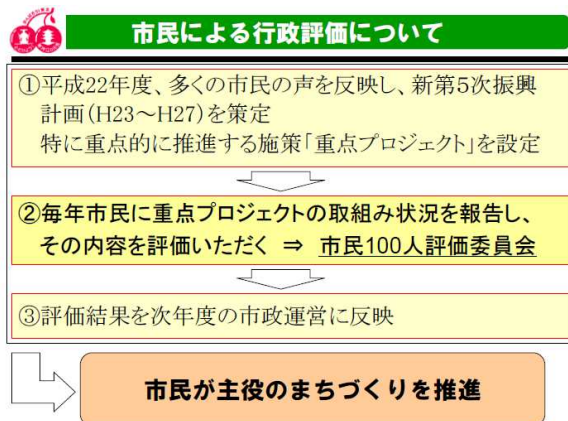 市民による行政評価について
①平成22年度、多くの市民の声を反映し、新第5次振興
計画(H23～H27)を策定
特に重点的に推進する施策「重点プロジェクト」を設定
②毎年市民に重点プロジェクトの取組み状況を報告し、
その内容を評価いただく ⇒ 市民100人評価委員会
③評価結果を次年度の市政運営に反映
市民が主役のまちづくりを推進